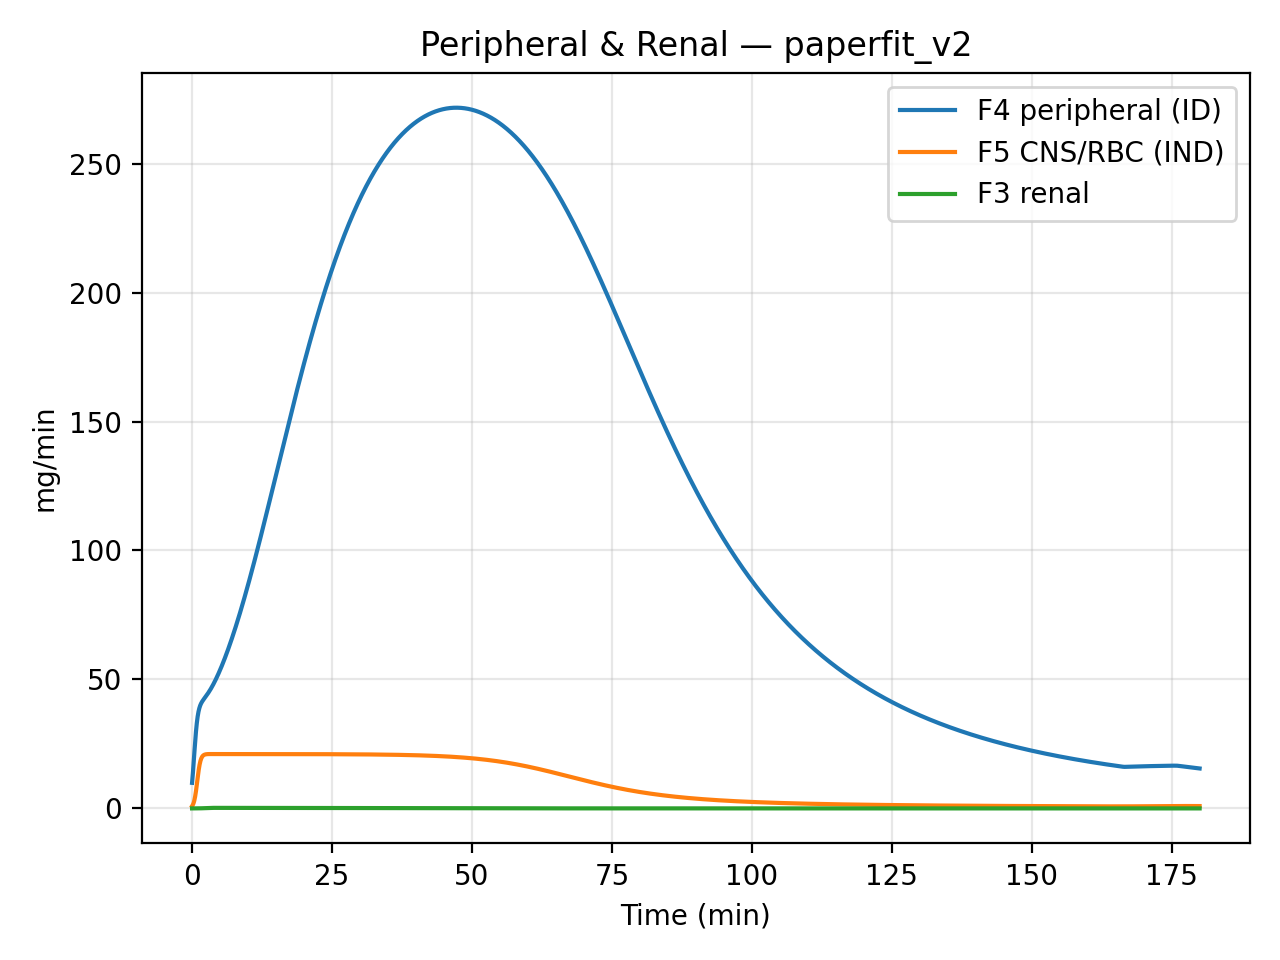 Peripheral & Renal — paperfit_v2
F4 peripheral (ID)
F5 CNS/RBC (IND)
F3 renal
mg/min
250
200
150
100
50
0
0 25 50 75 100 125 150 175
Time (min)